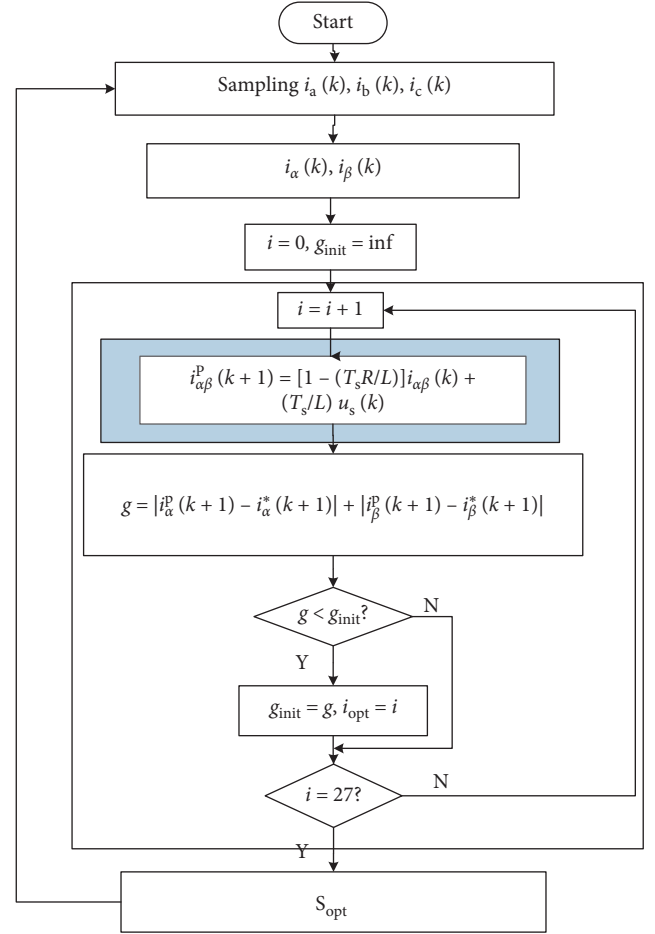 Start
Sampling i_a (k), i_b (k), i_c (k)
i_α (k), i_β (k)
i = 0, g_init = inf
i = i + 1
i^P_αβ (k + 1) = [1 – (T_sR/L)]i_αβ (k) +
(T_s/L) u_s (k)
g = |i^p_α (k + 1) – i^*_α (k + 1)| + |i^p_β (k + 1) – i^*_β (k + 1)|
g < g_init?
N
Y
g_init = g, i_opt = i
i = 27?
N
Y
S_opt